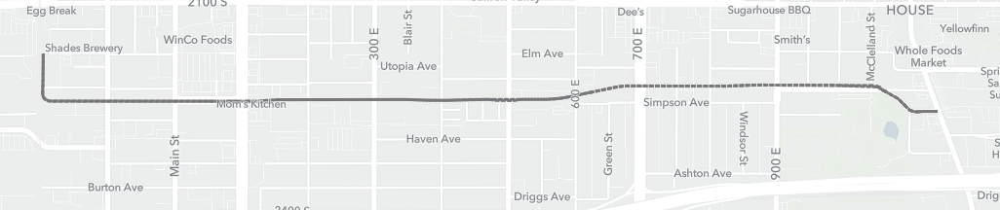 2100 S
Egg Break
Dee's
Sugarhouse BBQ
HOUSE
Shades Brewery
WinCo Foods
300 E
Blair St
Elm Ave
700 E
Smith's
McClelland St
Yellowfinn
Whole Foods
Market
Utopia Ave
Mom's Kitchen
600 E
Simpson Ave
Main St
Haven Ave
Green St
Windsor St
900 E
Burton Ave
Ashton Ave
Driggs Ave